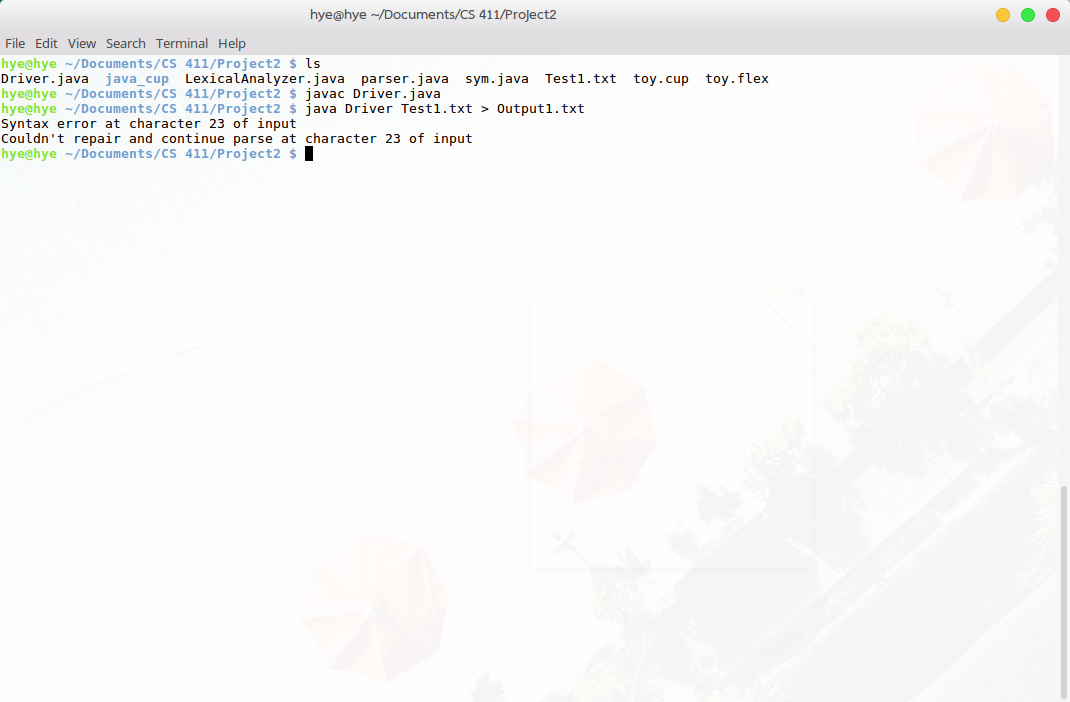 hye@hye ~/Documents/CS 411/Project2
File Edit View Search Terminal Help
hye@hye ~/Documents/CS 411/Project2 $ ls
Driver.java  java_cup  LexicalAnalyzer.java  parser.java  sym.java  Test1.txt  toy.cup  toy.flex
hye@hye ~/Documents/CS 411/Project2 $ javac Driver.java
hye@hye ~/Documents/CS 411/Project2 $ java Driver Test1.txt > Output1.txt
Syntax error at character 23 of input
Couldn't repair and continue parse at character 23 of input
hye@hye ~/Documents/CS 411/Project2 $